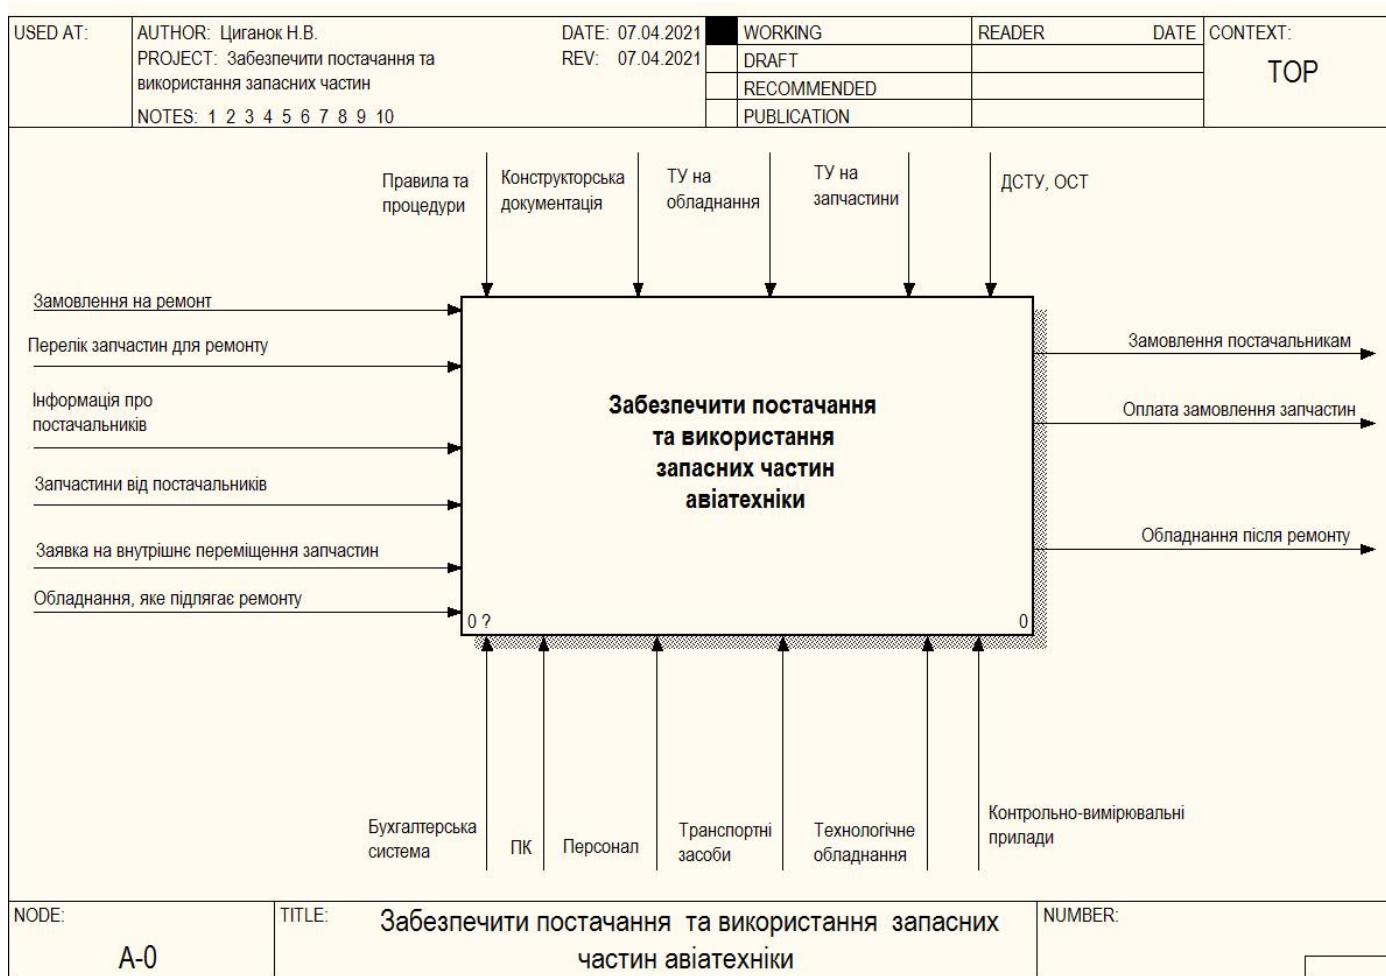 USED AT:
AUTHOR: Циганок Н.В.
DATE: 07.04.2021
PROJECT: Забезпечити постачання та
використання запасних частин
REV: 07.04.2021
NOTES: 1 2 3 4 5 6 7 8 9 10
WORKING
DRAFT
RECOMMENDED
PUBLICATION
READER
DATE
CONTEXT:
TOP
Правила та
процедури
Конструкторська
документація
ТУ на
обладнання
ТУ на
запчастини
ДСТУ, ОСТ
Замовлення на ремонт
Перелік запчастин для ремонту
Інформація про
постачальників
Запчастини від постачальників
Заявка на внутрішнє переміщення запчастин
Обладнання, яке підлягає ремонту
Забезпечити постачання
та використання
запасних частин
авіатехніки
0 ?
0
Замовлення постачальникам
Оплата замовлення запчастин
Обладнання після ремонту
Бухгалтерська
система
ПК
Персонал
Транспортні
засоби
Технологічне
обладнання
Контрольно-вимірювальні
прилади
NODE:
A-0
TITLE:
Забезпечити постачання та використання запасних
частин авіатехніки
NUMBER: